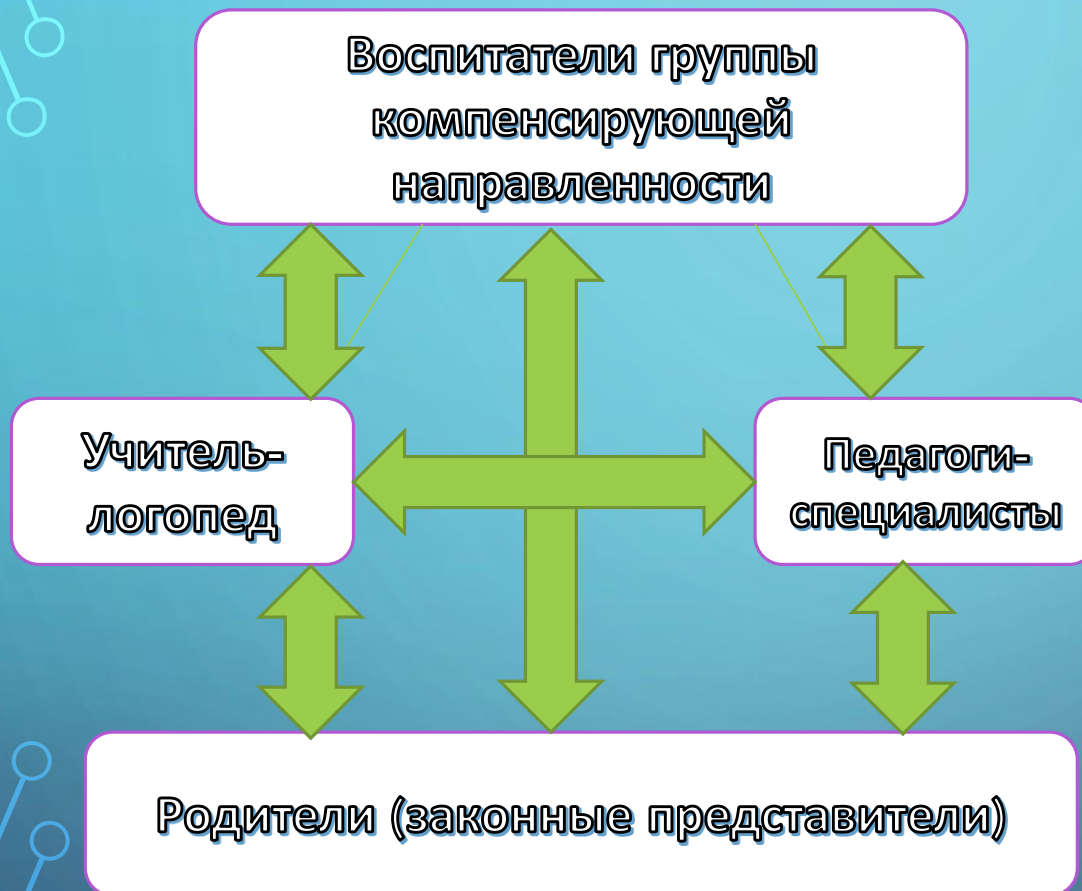 Воспитатели группы
компенсирующей
направленности
Учитель-
логопед
Педагоги-
специалисты
Родители (законные представители)